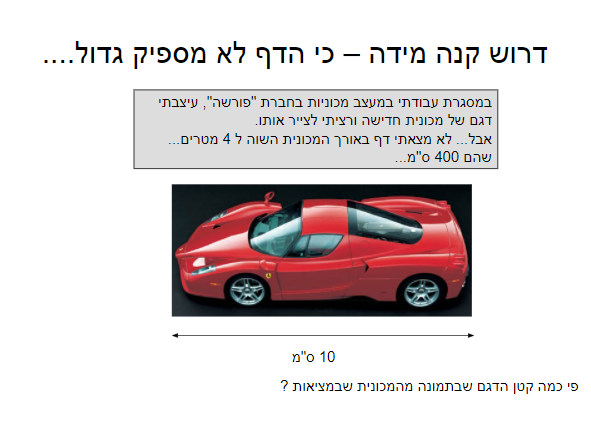 דרוש קנה מידה – כי הדף לא מספיק גדול....
במסגרת עבודתי במעצב מכוניות בחברת "פורשה", עיצבתי
דגם של מכונית חדישה ורציתי לצייר אותו.
אבל... לא מצאתי דף באורך המכונית השוה ל 4 מטרים...
שהם 400 ס"מ...
10 ס"מ
פי כמה קטן הדגם שבתמונה מהמכונית שבמציאות ?